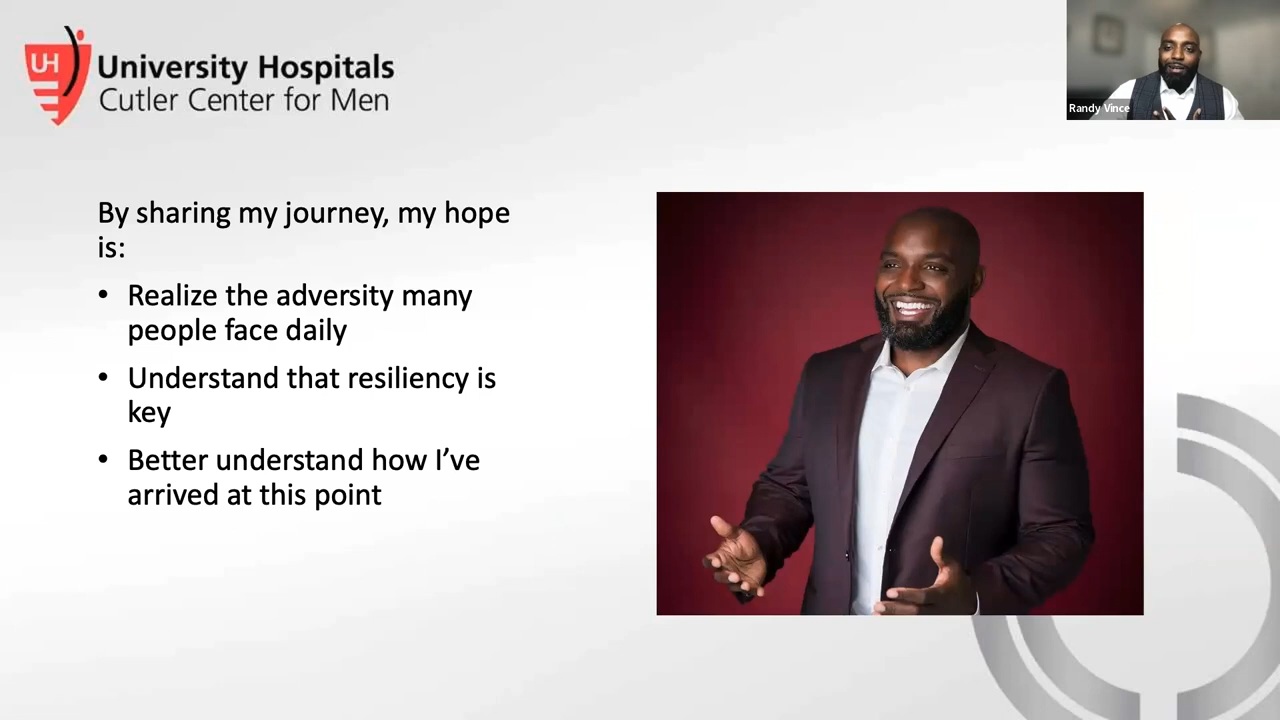 UH
University Hospitals
Cutler Center for Men
Randy Vince
By sharing my journey, my hope
is:
• Realize the adversity many
people face daily
• Understand that resiliency is
key
• Better understand how I’ve
arrived at this point